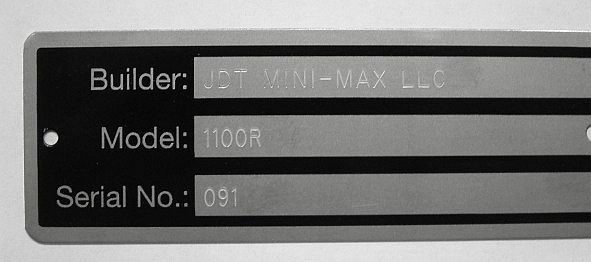 Builder: JDT MINI-MAX LLC
Model: 1100R
Serial No.: 091